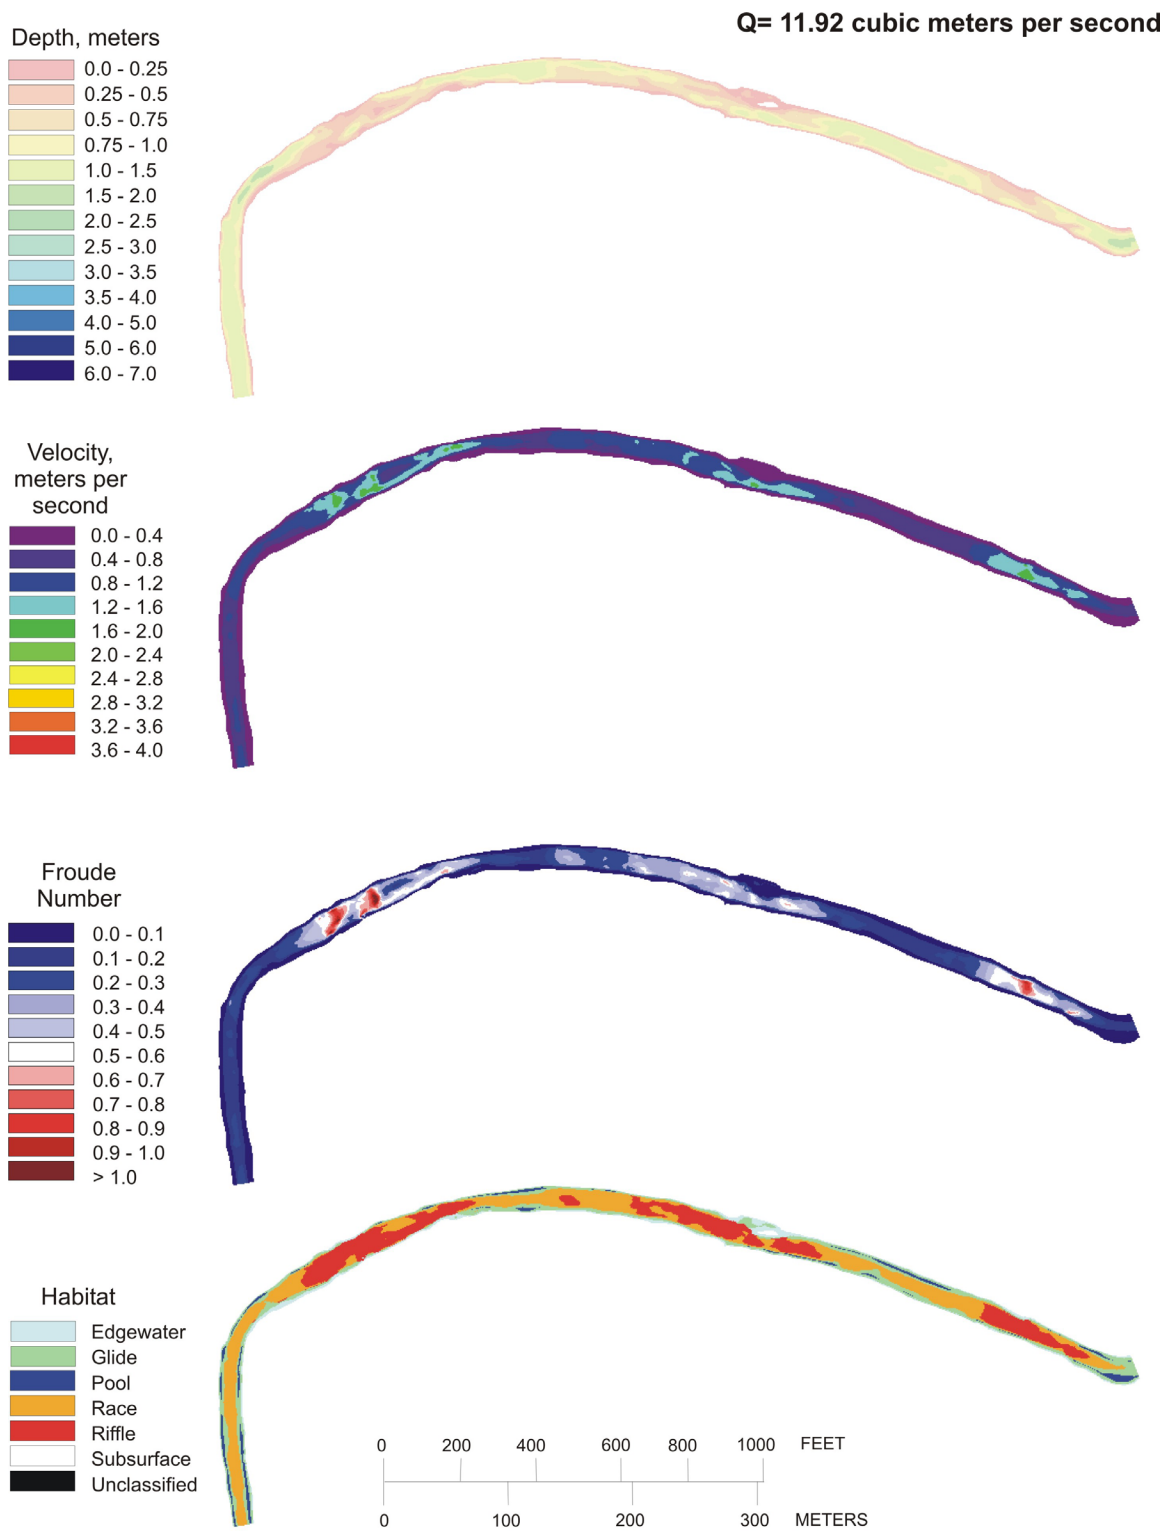 Q= 11.92 cubic meters per second
Depth, meters
0.0 - 0.25
0.25 - 0.5
0.5 - 0.75
0.75 - 1.0
1.0 - 1.5
1.5 - 2.0
2.0 - 2.5
2.5 - 3.0
3.0 - 3.5
3.5 - 4.0
4.0 - 5.0
5.0 - 6.0
6.0 - 7.0
Velocity,
meters per
second
0.0 - 0.4
0.4 - 0.8
0.8 - 1.2
1.2 - 1.6
1.6 - 2.0
2.0 - 2.4
2.4 - 2.8
2.8 - 3.2
3.2 - 3.6
3.6 - 4.0
Froude
Number
0.0 - 0.1
0.1 - 0.2
0.2 - 0.3
0.3 - 0.4
0.4 - 0.5
0.5 - 0.6
0.6 - 0.7
0.7 - 0.8
0.8 - 0.9
0.9 - 1.0
> 1.0
Habitat
Edgewater
Glide
Pool
Race
Riffle
Subsurface
Unclassified
0 200 400 600 800 1000 FEET
0 100 200 300 METERS